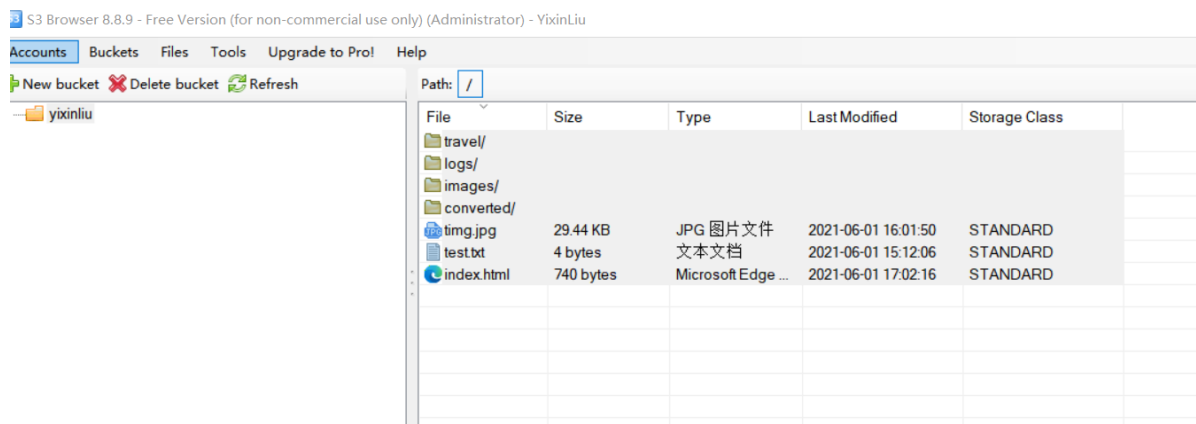 S3 Browser 8.8.9 - Free Version (for non-commercial use only) (Administrator) - YixinLiu
Accounts Buckets Files Tools Upgrade to Pro! Help
New bucket Delete bucket Refresh Path: /
yixinliu
File Size Type Last Modified Storage Class
travel/
logs/
images/
converted/
timg.jpg 29.44 KB JPG 图片文件 2021-06-01 16:01:50 STANDARD
test.txt 4 bytes 文本文档 2021-06-01 15:12:06 STANDARD
index.html 740 bytes Microsoft Edge ... 2021-06-01 17:02:16 STANDARD